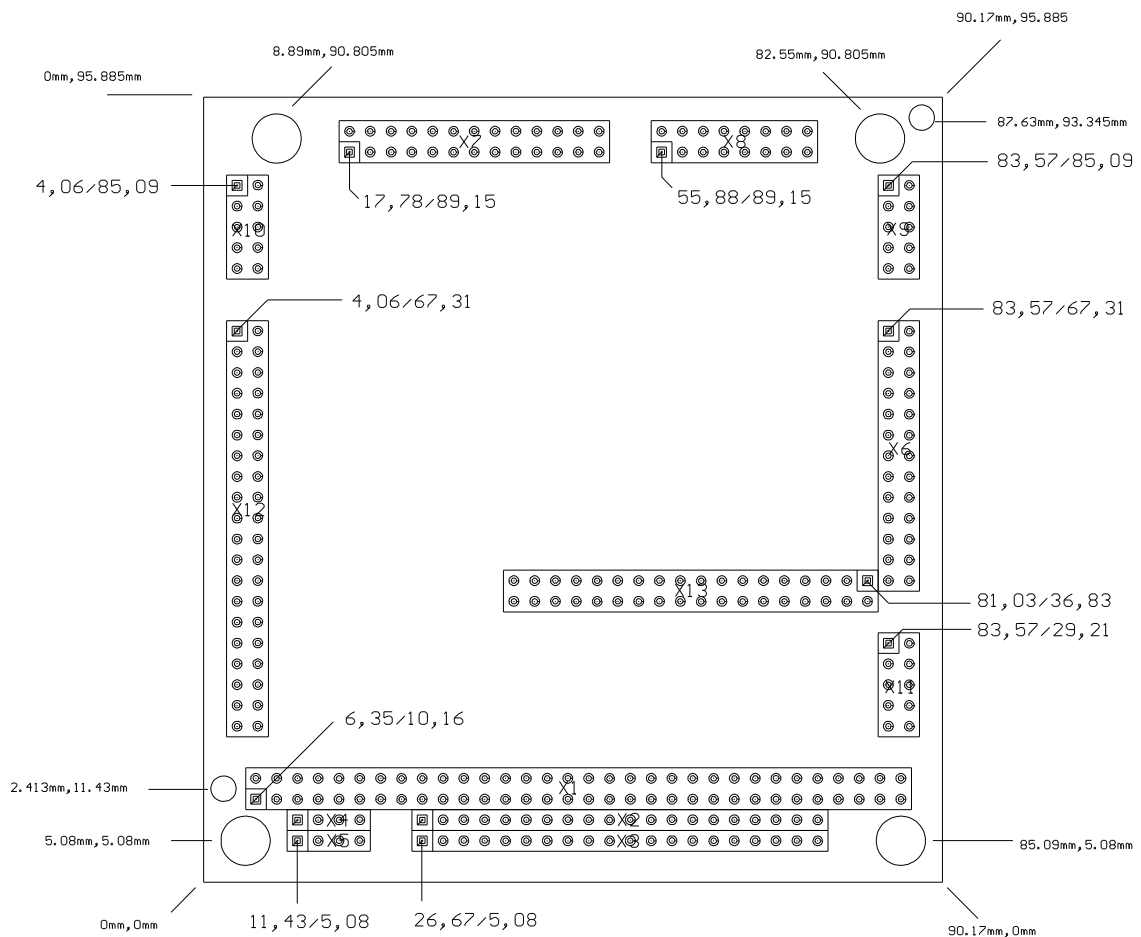 90.17mm,95.885
8.89mm,90.805mm
82.55mm,90.805mm
0mm,95.885mm
87.63mm,93.345mm
X7
X8
83,57/85,09
4,06/85,09
17,78/89,15
55,88/89,15
X10
X9
4,06/67,31
83,57/67,31
X6
X12
X13
81,03/36,83
83,57/29,21
X11
6,35/10,16
2.413mm,11.43mm
X1
X4
X2
5.08mm,5.08mm
X5
X3
85.09mm,5.08mm
0mm,0mm
11,43/5,08
26,67/5,08
90.17mm,0mm